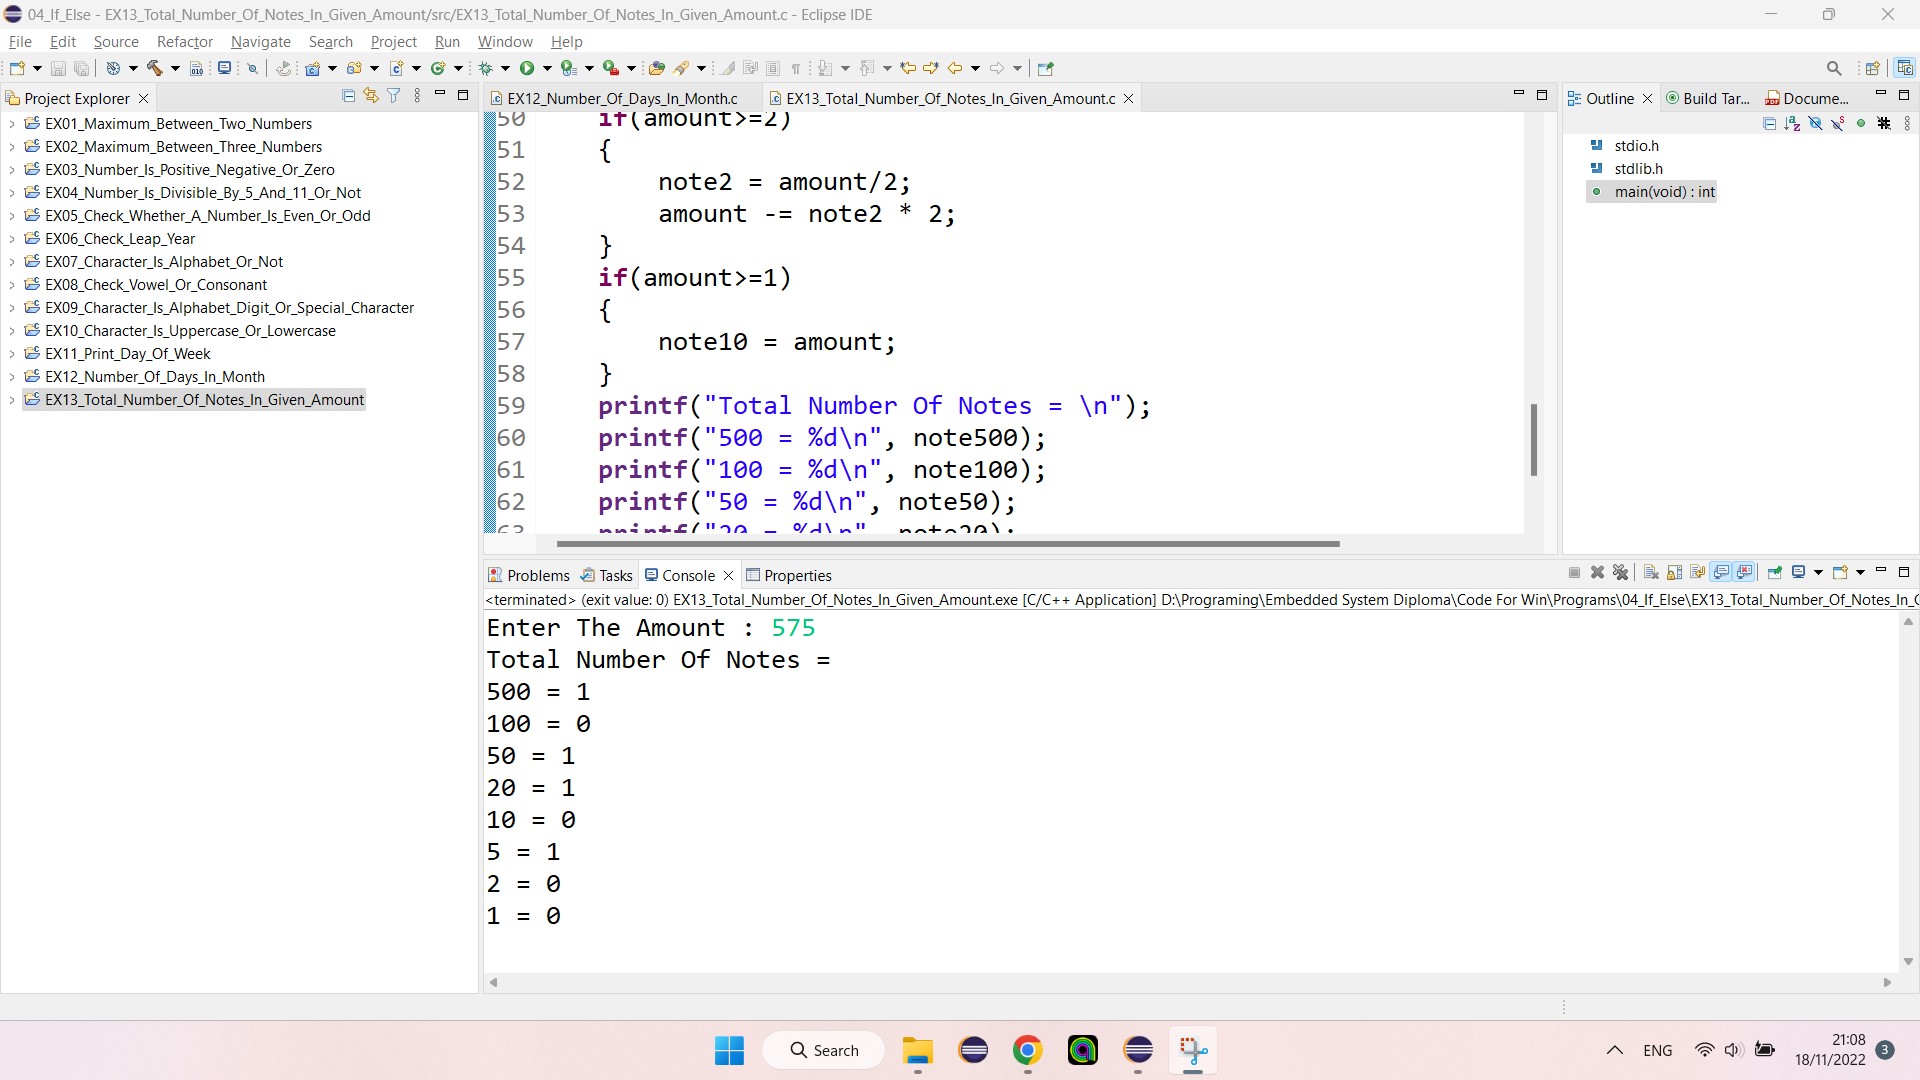 04_If_Else - EX13_Total_Number_Of_Notes_In_Given_Amount/src/EX13_Total_Number_Of_Notes_In_Given_Amount.c - Eclipse IDE
File Edit Source Refactor Navigate Search Project Run Window Help
Project Explorer
EX01_Maximum_Between_Two_Numbers
EX02_Maximum_Between_Three_Numbers
EX03_Number_Is_Positive_Negative_Or_Zero
EX04_Number_Is_Divisible_By_5_And_11_Or_Not
EX05_Check_Whether_A_Number_Is_Even_Or_Odd
EX06_Check_Leap_Year
EX07_Character_Is_Alphabet_Or_Not
EX08_Check_Vowel_Or_Consonant
EX09_Character_Is_Alphabet_Digit_Or_Special_Character
EX10_Character_Is_Uppercase_Or_Lowercase
EX11_Print_Day_Of_Week
EX12_Number_Of_Days_In_Month
EX13_Total_Number_Of_Notes_In_Given_Amount
EX12_Number_Of_Days_In_Month.c EX13_Total_Number_Of_Notes_In_Given_Amount.c
50 if(amount>=2)
51 {
52 note2 = amount/2;
53 amount -= note2 * 2;
54 }
55 if(amount>=1)
56 {
57 note10 = amount;
58 }
59 printf("Total Number Of Notes = \n");
60 printf("500 = %d\n", note500);
61 printf("100 = %d\n", note100);
62 printf("50 = %d\n", note50);
63 printf("20 = %d\n", note20);
Outline Build Tar... Docume...
stdio.h
stdlib.h
main(void) : int
Problems Tasks Console Properties
<terminated> (exit value: 0) EX13_Total_Number_Of_Notes_In_Given_Amount.exe [C/C++ Application] D:\Programing\Embedded System Diploma\Code For Win\Programs\04_If_Else\EX13_Total_Number_Of_Notes_In_G
Enter The Amount : 575
Total Number Of Notes =
500 = 1
100 = 0
50 = 1
20 = 1
10 = 0
5 = 1
2 = 0
1 = 0
Search
ENG
21:08
18/11/2022
3